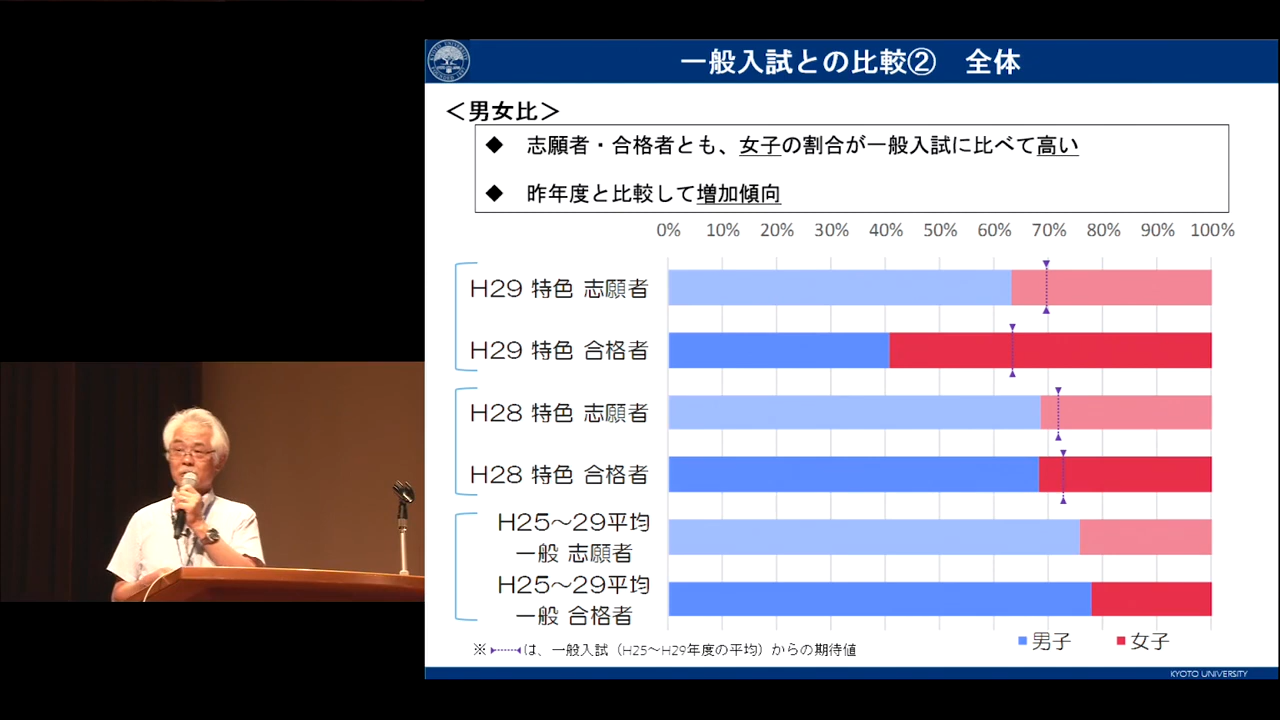 一般入試との比較② 全体
＜男女比＞
◆ 志願者・合格者とも、女子の割合が一般入試に比べて高い
◆ 昨年度と比較して増加傾向
0% 10% 20% 30% 40% 50% 60% 70% 80% 90% 100%
H29 特色 志願者
H29 特色 合格者
H28 特色 志願者
H28 特色 合格者
H25～29平均
一般 志願者
H25～29平均
一般 合格者
男子 女子
※ は、一般入試（H25～H29年度の平均）からの期待値
KYOTO UNIVERSITY